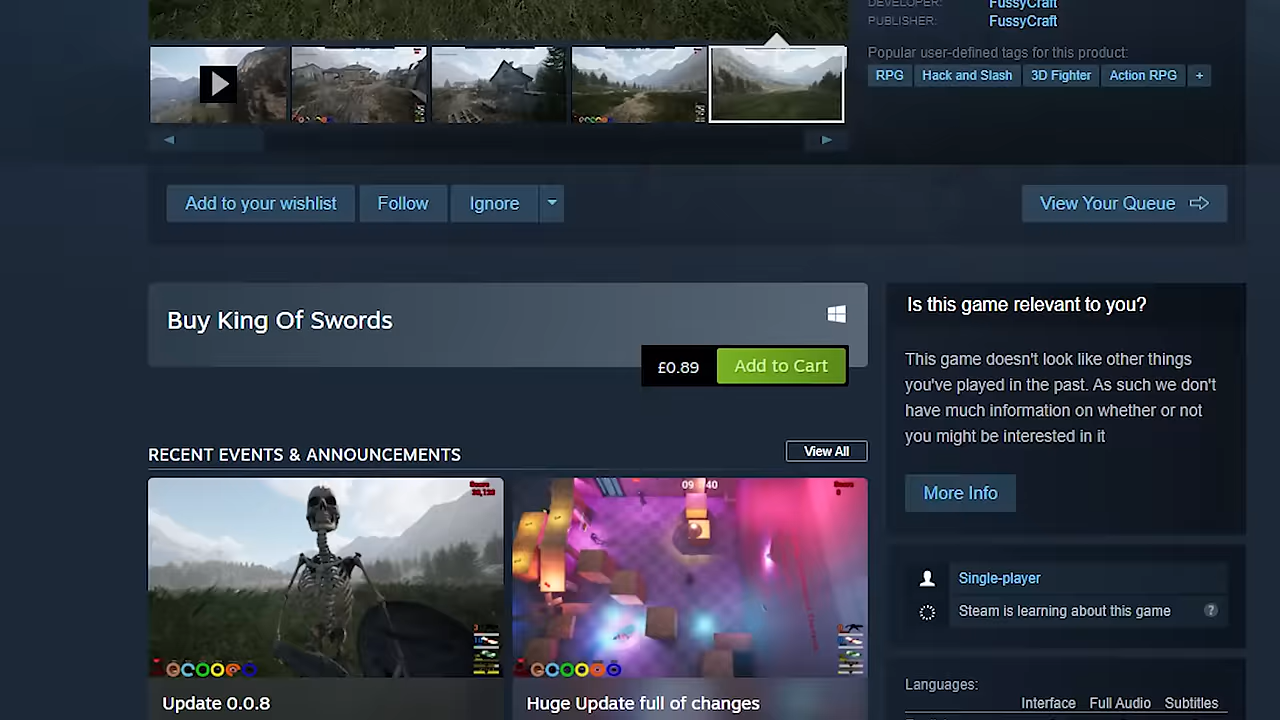 DEVELOPER: FussyCraft
PUBLISHER: FussyCraft
Popular user-defined tags for this product:
RPG Hack and Slash 3D Fighter Action RPG +
Add to your wishlist Follow Ignore View Your Queue
Buy King Of Swords
£0.89 Add to Cart
Is this game relevant to you?
This game doesn't look like other things
you've played in the past. As such we don't
have much information on whether or not
you might be interested in it
More Info
RECENT EVENTS & ANNOUNCEMENTS View All
Update 0.0.8
Huge Update full of changes
Single-player
Steam is learning about this game ?
Languages:
Interface Full Audio Subtitles